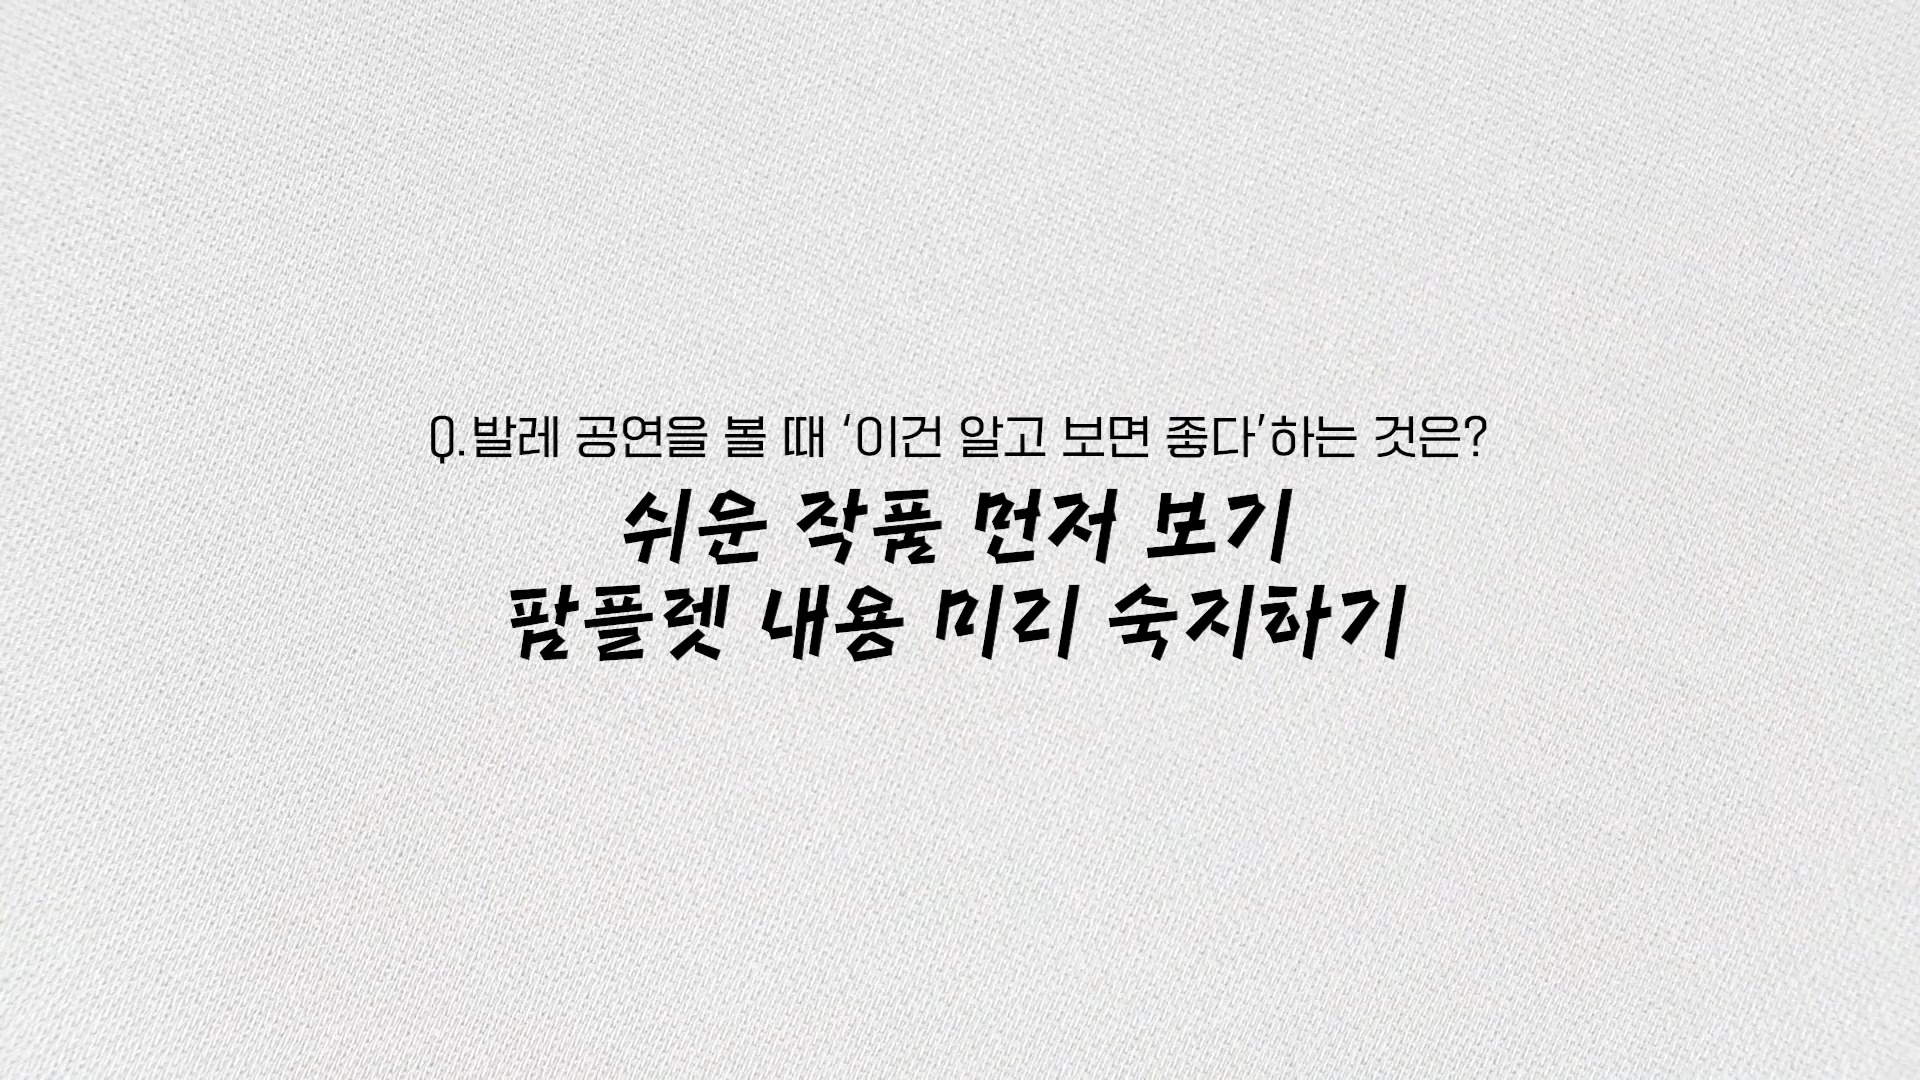 Q.발레 공연을 볼 때 ‘이건 알고 보면 좋다’하는 것은?
쉬운 작품 먼저 보기
팜플렛 내용 미리 숙지하기